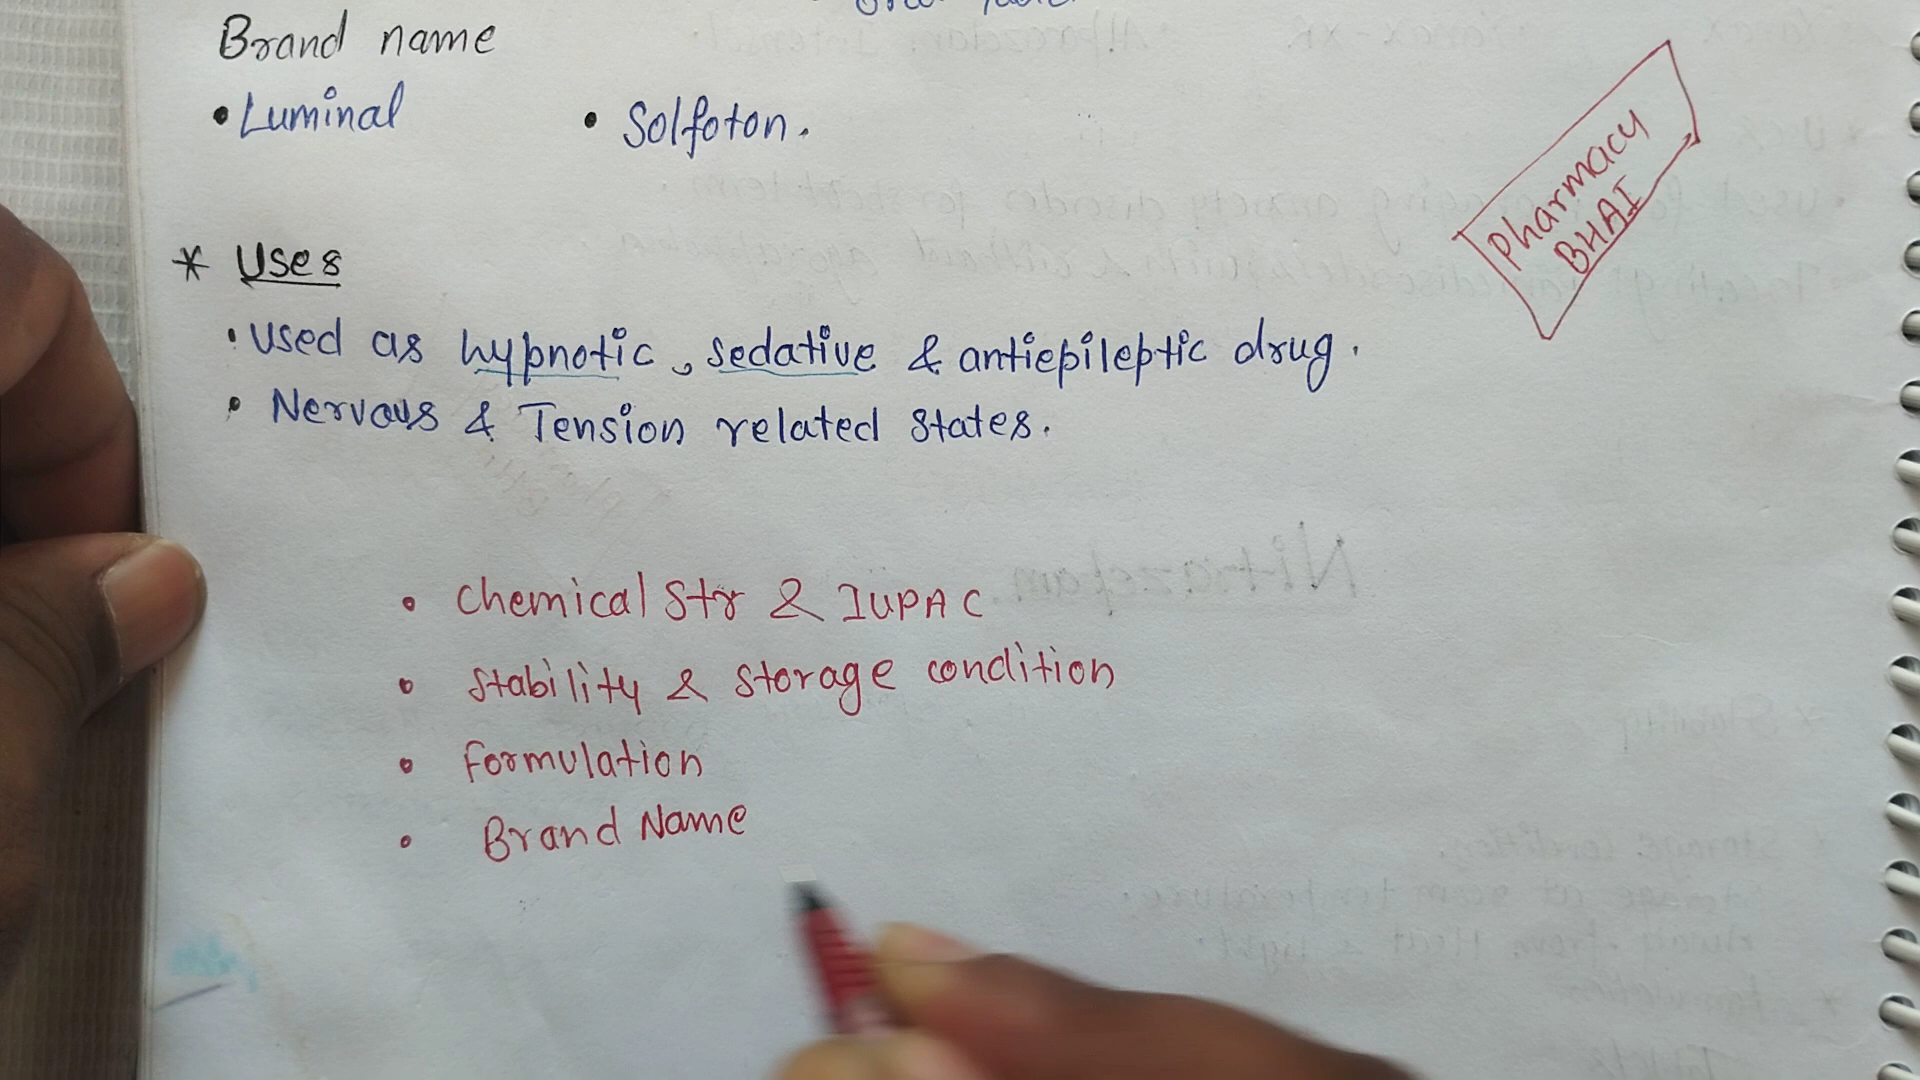 Brand name
• Luminal • Solfoton.
Pharmacy
BHAI
* Uses
• Used as hypnotic, sedative & antiepileptic drug.
• Nervous & Tension related states.
• Chemical Str & IUPAC
• Stability & Storage condition
• Formulation
• Brand Name